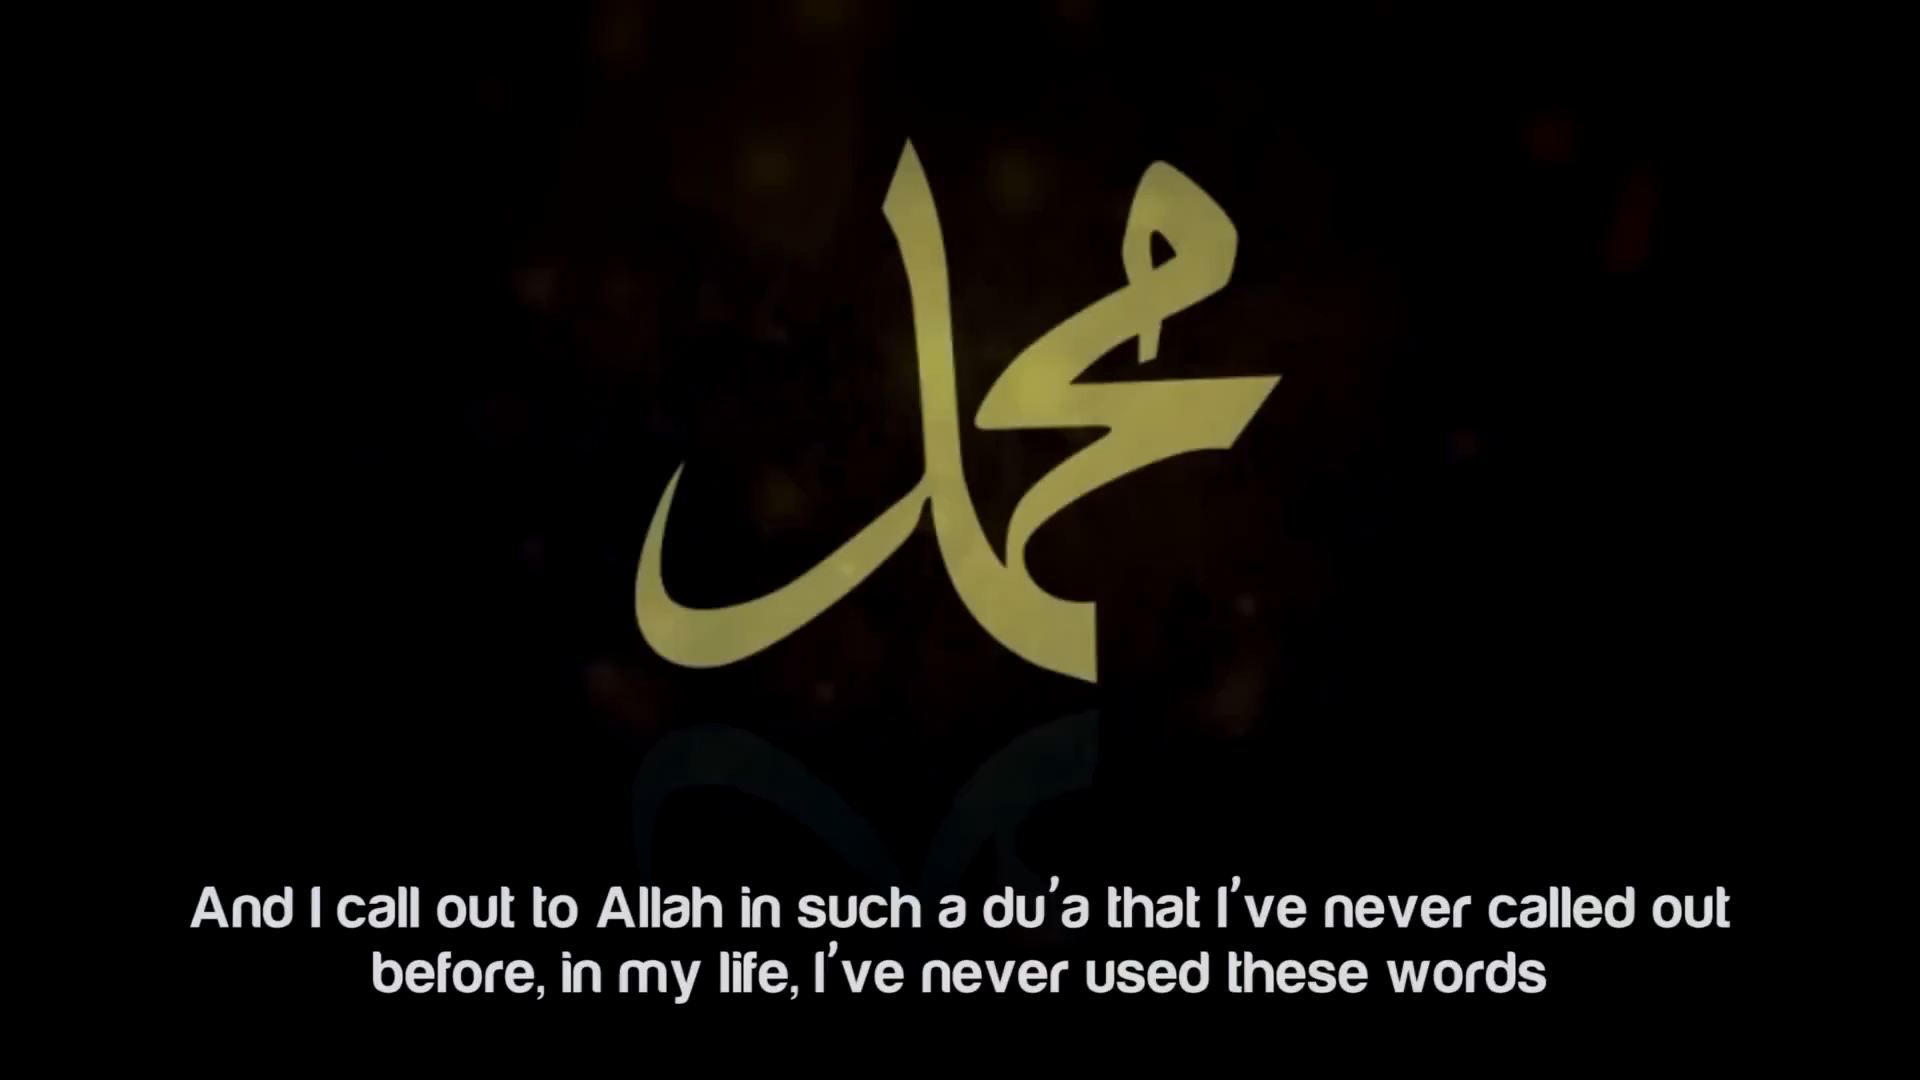 محمد
And I call out to Allah in such a du'a that I've never called out
before, in my life, I've never used these words